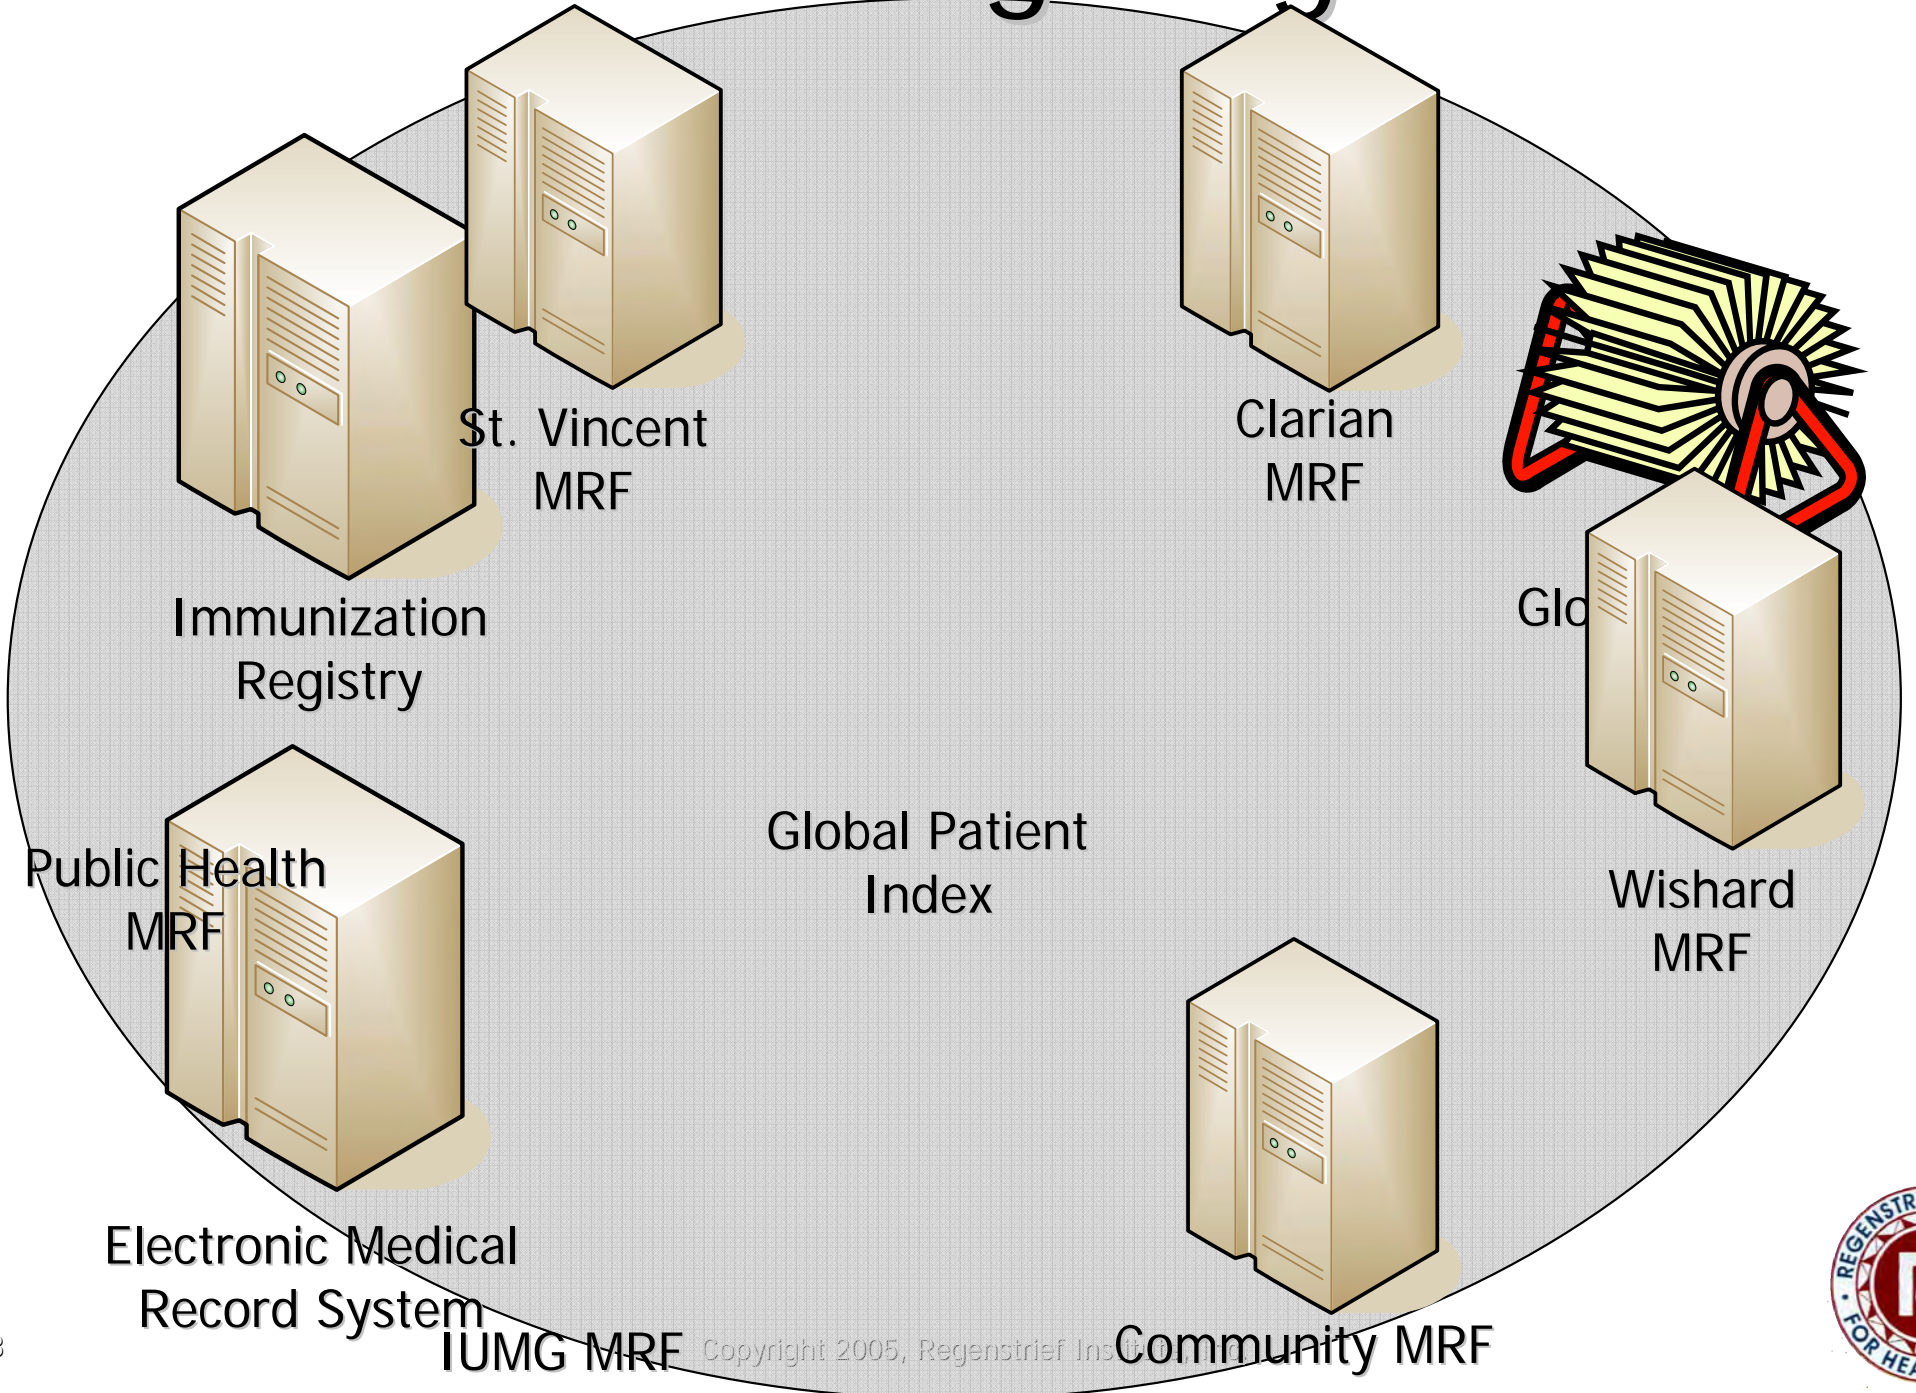 St. Vincent
MRF
Clarian
MRF
Immunization
Registry
Glo
Public Health
MRF
Global Patient
Index
Wishard
MRF
Electronic Medical
Record System
IUMG MRF
Copyright 2005, Regenstrief
Community MRF